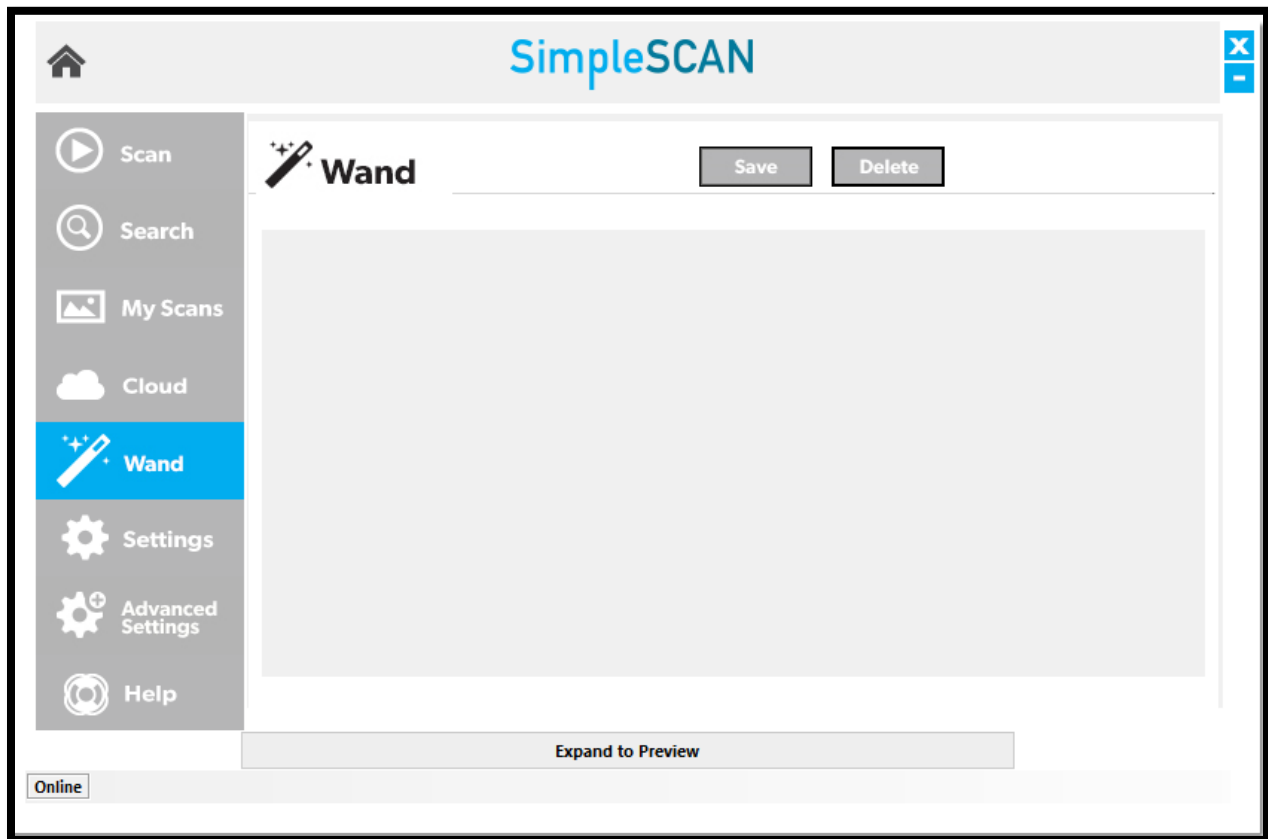 SimpleSCAN
X
-
Scan
Search
My Scans
Cloud
Wand
Settings
Advanced
Settings
Help
Wand
Save
Delete
Expand to Preview
Online